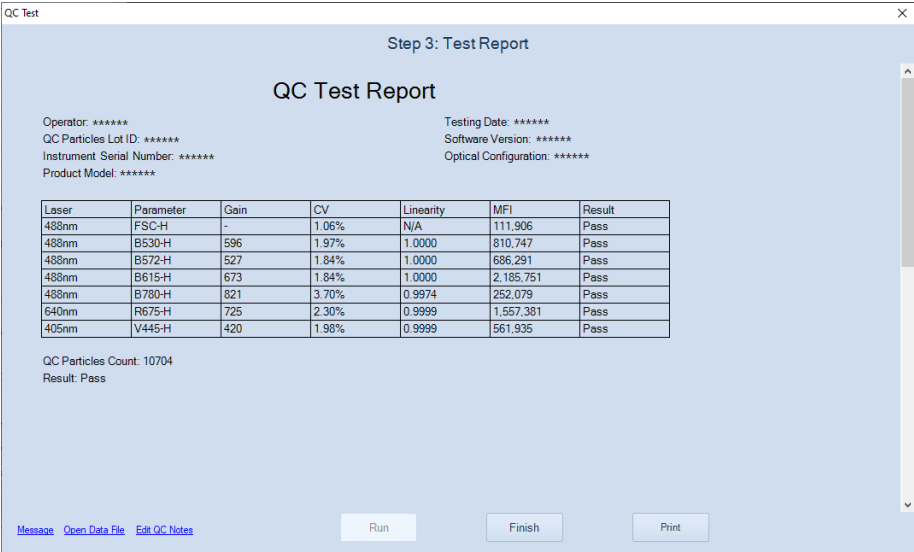 QC Test
Step 3: Test Report
QC Test Report
Operator: ******
Testing Date: ******
QC Particles Lot ID: ******
Software Version: ******
Instrument Serial Number: ******
Optical Configuration: ******
Product Model: ******
Laser Parameter Gain CV Linearity MFI Result
488nm FSC-H - 1.06% N/A 111,906 Pass
488nm B530-H 596 1.97% 1.0000 810,747 Pass
488nm B572-H 527 1.84% 1.0000 686,291 Pass
488nm B615-H 673 1.84% 1.0000 2,185,751 Pass
488nm B780-H 821 3.70% 0.9974 252,079 Pass
640nm R675-H 725 2.30% 0.9999 1,557,381 Pass
405nm V445-H 420 1.98% 0.9999 561,935 Pass
QC Particles Count: 10704
Result: Pass
Message Open Data File Edit QC Notes Run Finish Print